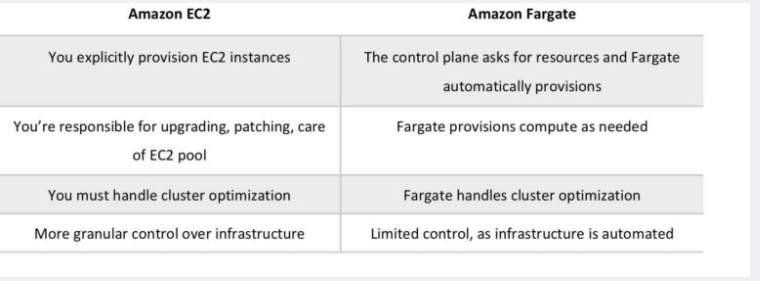 Amazon EC2
Amazon Fargate
You explicitly provision EC2 instances
The control plane asks for resources and Fargate
automatically provisions
You're responsible for upgrading, patching, care
of EC2 pool
Fargate provisions compute as needed
You must handle cluster optimization
Fargate handles cluster optimization
More granular control over infrastructure
Limited control, as infrastructure is automated